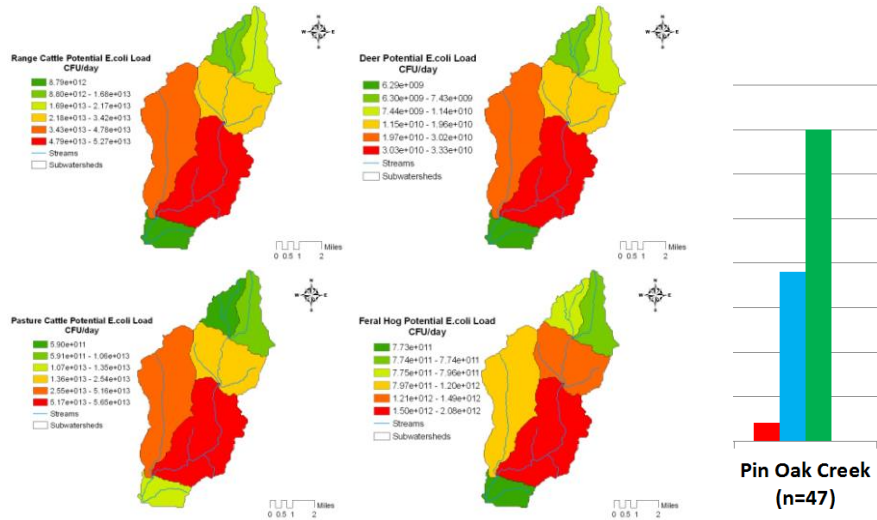 Range Cattle Potential E.coli Load
CFU/day
8.79e+012
8.80e+012 - 1.68e+013
1.69e+013 - 2.17e+013
2.18e+013 - 3.42e+013
3.43e+013 - 4.78e+013
4.79e+013 - 5.27e+013
Streams
Subwatersheds
N
W
E
S
Miles
0 0.5 1 2
Deer Potential E.coli Load
CFU/day
6.29e+009
6.30e+009 - 7.43e+009
7.44e+009 - 1.14e+010
1.15e+010 - 1.96e+010
1.97e+010 - 3.02e+010
3.03e+010 - 3.33e+010
Streams
Subwatersheds
N
W
E
S
Miles
0 0.5 1 2
Pasture Cattle Potential E.coli Load
CFU/day
5.90e+011
5.91e+011 - 1.06e+013
1.07e+013 - 1.35e+013
1.36e+013 - 2.54e+013
2.55e+013 - 5.16e+013
5.17e+013 - 5.65e+013
Streams
Subwatersheds
N
W
E
S
Miles
0 0.5 1 2
Feral Hog Potential E.coli Load
CFU/day
7.73e+011
7.74e+011 - 7.74e+011
7.75e+011 - 7.96e+011
7.97e+011 - 1.20e+012
1.21e+012 - 1.49e+012
1.50e+012 - 2.08e+012
Streams
Subwatersheds
N
W
E
S
Miles
0 0.5 1 2
Pin Oak Creek
(n=47)